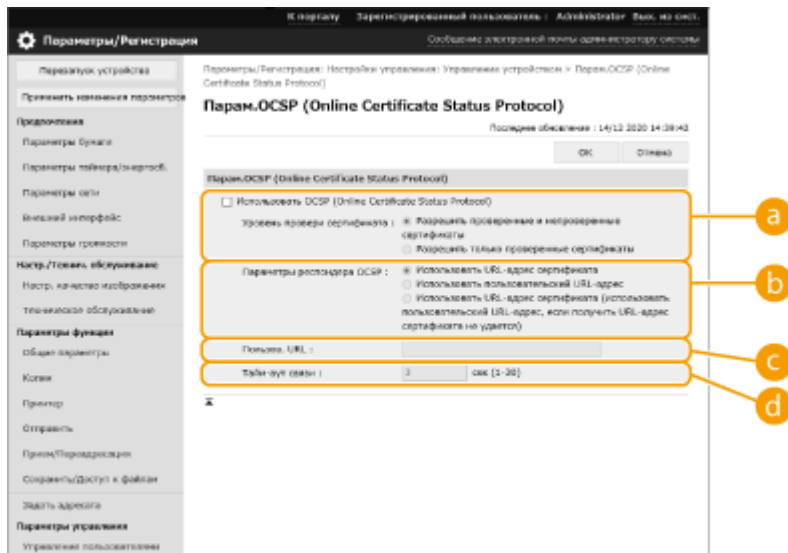 К порталу Зарегистрированный пользователь : Administrator Вых. из сист.
Параметры/Регистрация
Сообщение электронной почты администратору системы
Перезапуск устройства
Применить изменения параметров
Предпочтения
Параметры бумаги
Параметры таймера/энергосб.
Параметры сети
Внешний интерфейс
Параметры громкости
Настр./Технич. обслуживание
Настр. качества изображения
Техническое обслуживание
Параметры функции
Общие параметры
Копия
Принтер
Отправить
Прием/Переадресация
Сохранить/Доступ к файлам
Задать адресата
Параметры управления
Управление пользователями
Параметры/Регистрация: Настройки управления: Управление устройством > Парам.OCSP (Online
Certificate Status Protocol)
Парам.OCSP (Online Certificate Status Protocol)
Последнее обновление : 14/12 2020 14:39:43
OK Отмена
Парам.OCSP (Online Certificate Status Protocol)
Использовать OCSP (Online Certificate Status Protocol)
Уровень провери сертификата : Разрешить проверенные и непроверенные
сертификаты
Разрешить только проверенные сертификаты
a
Параметры респондера OCSP : Использовать URL-адрес сертификата
Использовать пользовательский URL-адрес
Использовать URL-адрес сертификата (использовать
пользовательский URL-адрес, если получить URL-адрес
сертификата не удается)
b
Пользов. URL :
c
Тайм-аут связи : 3 сек (1-30)
d